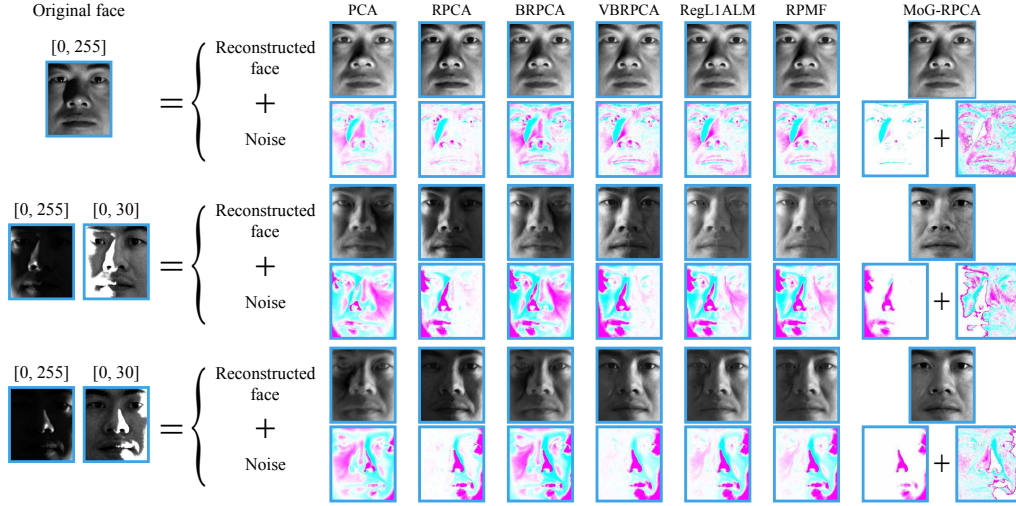 Original face
PCA RPCA BRPCA VBRPCA RegL1ALM RPMF MoG-RPCA
[0, 255]
=
Reconstructed
face
+
Noise
+
[0, 255] [0, 30]
=
Reconstructed
face
+
Noise
+
[0, 255] [0, 30]
=
Reconstructed
face
+
Noise
+